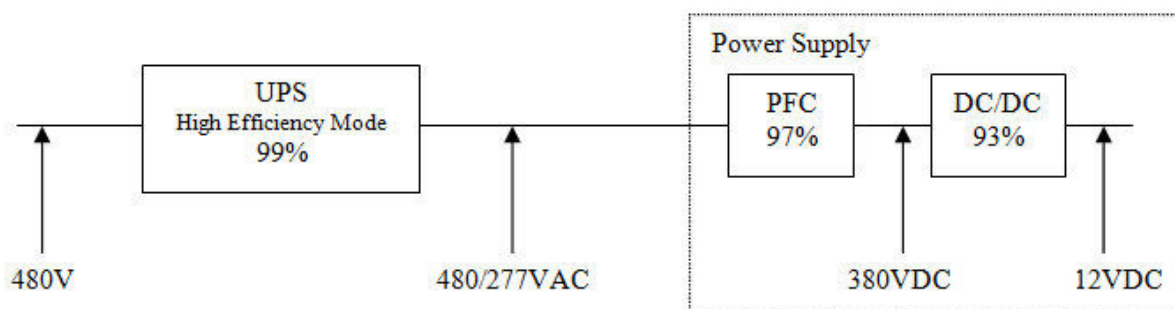 Power Supply
UPS
High Efficiency Mode
99%
PFC
97%
DC/DC
93%
480V
480/277VAC
380VDC
12VDC